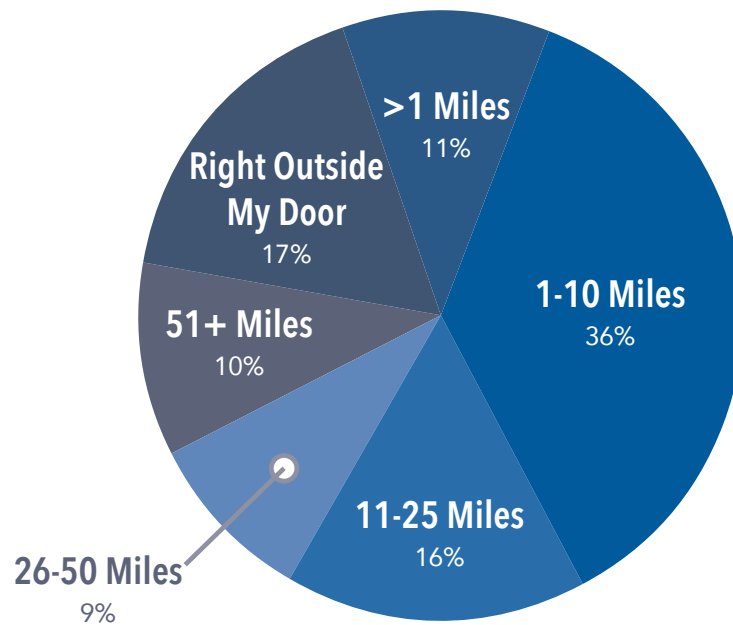 >1 Miles
11%
Right Outside
My Door
17%
1-10 Miles
36%
51+ Miles
10%
11-25 Miles
16%
26-50 Miles
9%